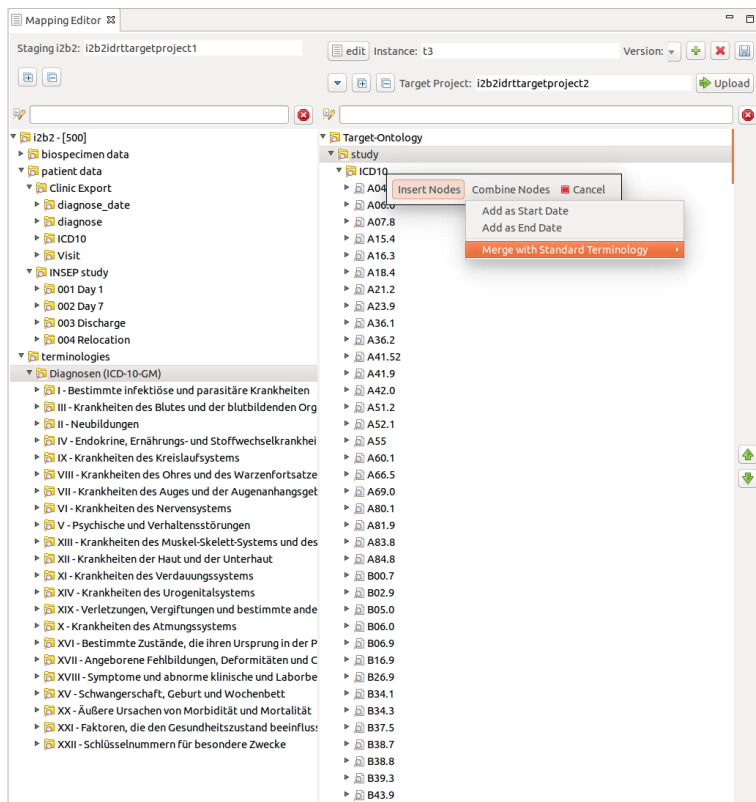 Mapping Editor
Staging i2b2: i2b2idrttargetproject1
edit Instance: t3 Version:
Target Project: i2b2idrttargetproject2 Upload
i2b2 - [500]
biospecimen data
patient data
Clinic Export
diagnose_date
diagnose
ICD10
Visit
INSEP study
001 Day 1
002 Day 7
003 Discharge
004 Relocation
terminologies
Diagnosen (ICD-10-GM)
I - Bestimmte infektiöse und parasitäre Krankheiten
III - Krankheiten des Blutes und der blutbildenden Org
II - Neubildungen
IV - Endokrine, Ernährungs- und Stoffwechselkrankhei
IX - Krankheiten des Kreislaufsystems
VIII - Krankheiten des Ohres und des Warzenfortsatze
VII - Krankheiten des Auges und der Augenanhangsget
VI - Krankheiten des Nervensystems
V - Psychische und Verhaltensstörungen
XIII - Krankheiten des Muskel-Skelett-Systems und des
XII - Krankheiten der Haut und der Unterhaut
XI - Krankheiten des Verdauungssystems
XIV - Krankheiten des Urogenitalsystems
XIX - Verletzungen, Vergiftungen und bestimmte ande
X - Krankheiten des Atmungssystems
XVI - Bestimmte Zustände, die ihren Ursprung in der P
XVII - Angeborene Fehlbildungen, Deformitäten und C
XVIII - Symptome und abnorme klinische und Laborbe
XV - Schwangerschaft, Geburt und Wochenbett
XX - Äußere Ursachen von Morbidität und Mortalität
XXI - Faktoren, die den Gesundheitszustand beeinfluss
XXII - Schlüsselnummern für besondere Zwecke
Target-Ontology
study
ICD10
A04
Insert Nodes Combine Nodes Cancel
Add as Start Date
Add as End Date
Merge with Standard Terminology
A06.0
A07.8
A15.4
A16.3
A18.4
A21.2
A23.9
A36.1
A36.2
A41.52
A41.9
A42.0
A51.2
A52.1
A55
A60.1
A66.5
A69.0
A80.1
A81.9
A83.8
A84.8
B00.7
B02.9
B05.0
B06.0
B06.9
B16.9
B26.9
B34.1
B34.3
B37.5
B38.7
B38.8
B39.3
B43.9